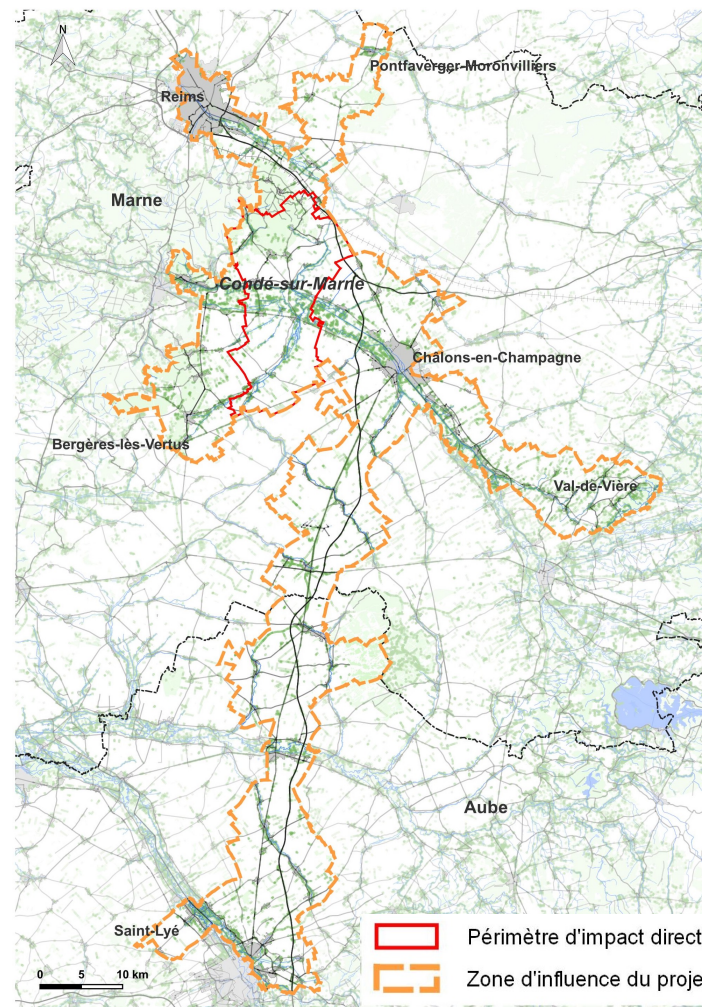 N
Pontfaverger-Moronvilliers
Reims
Marne
Condé-sur-Marne
Châlons-en-Champagne
Bergères-lès-Vertus
Val-de-Vière
Aube
Saint-Lyé
0 5 10 km
Périmètre d'impact direct
Zone d'influence du proje